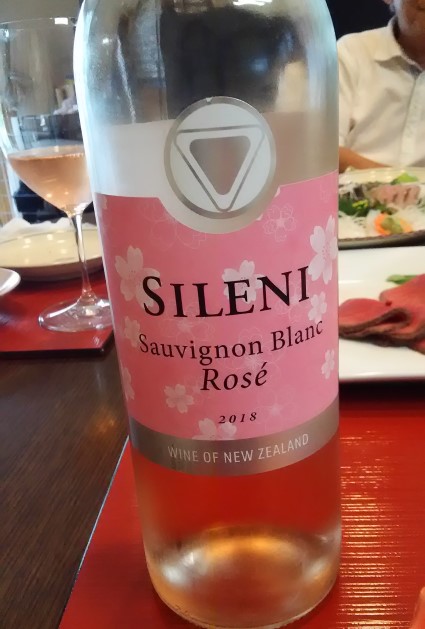 SILENI
Sauvignon Blanc
Rosé
2018
WINE OF NEW ZEALAND